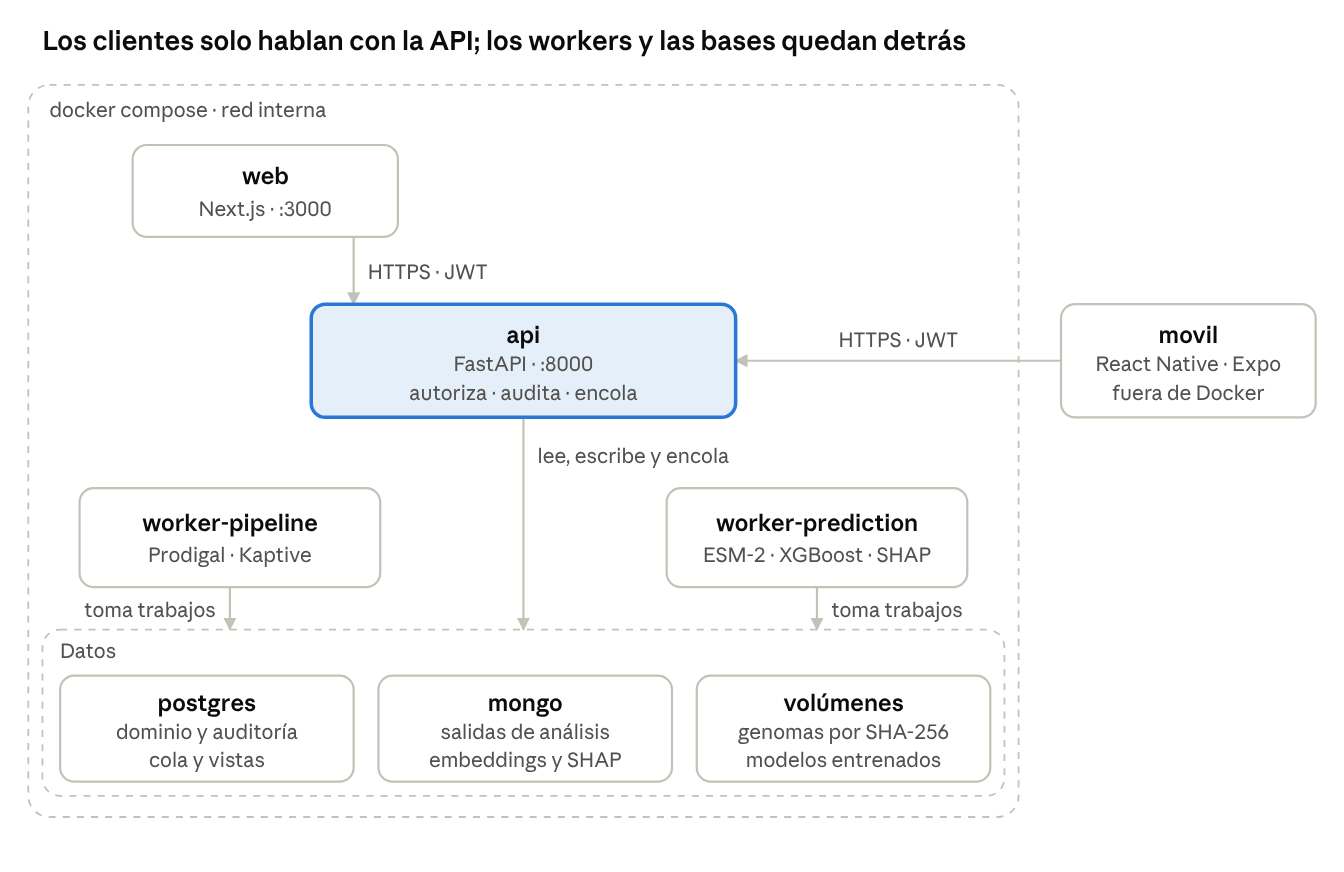 Los clientes solo hablan con la API; los workers y las bases quedan detrás
docker compose · red interna
web
Next.js · :3000
HTTPS · JWT
api
FastAPI · :8000
autoriza · audita · encola
HTTPS · JWT
movil
React Native · Expo
fuera de Docker
lee, escribe y encola
worker-pipeline
Prodigal · Kaptive
worker-prediction
ESM-2 · XGBoost · SHAP
toma trabajos
toma trabajos
Datos
postgres
dominio y auditoría
cola y vistas
mongo
salidas de análisis
embeddings y SHAP
volúmenes
genomas por SHA-256
modelos entrenados